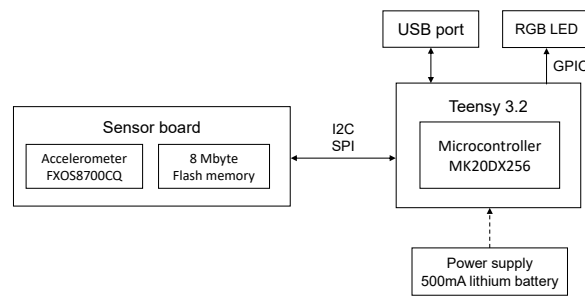 USB port
RGB LED
GPIO
Teensy 3.2
Sensor board
I2C
SPI
Accelerometer
FXOS8700CQ
8 Mbyte
Flash memory
Microcontroller
MK20DX256
Power supply
500mA lithium battery